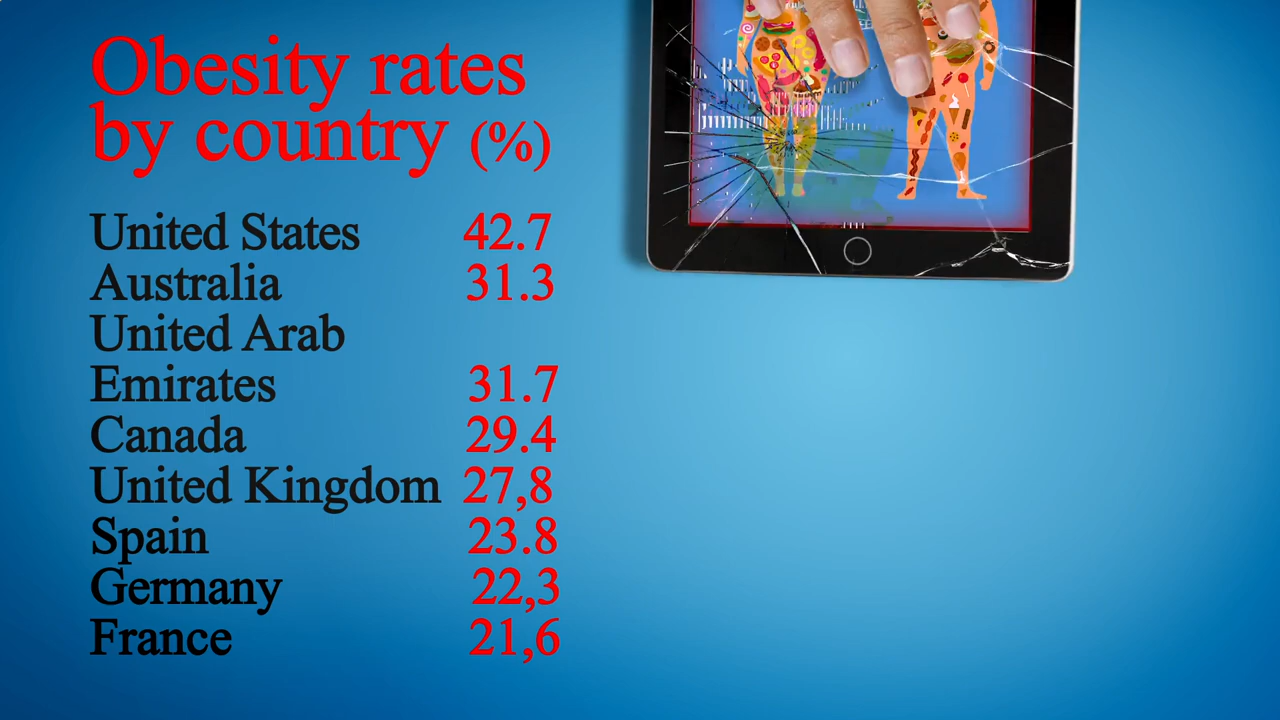 Obesity rates
by country (%)
United States 42.7
Australia 31.3
United Arab
Emirates 31.7
Canada 29.4
United Kingdom 27,8
Spain 23.8
Germany 22,3
France 21,6